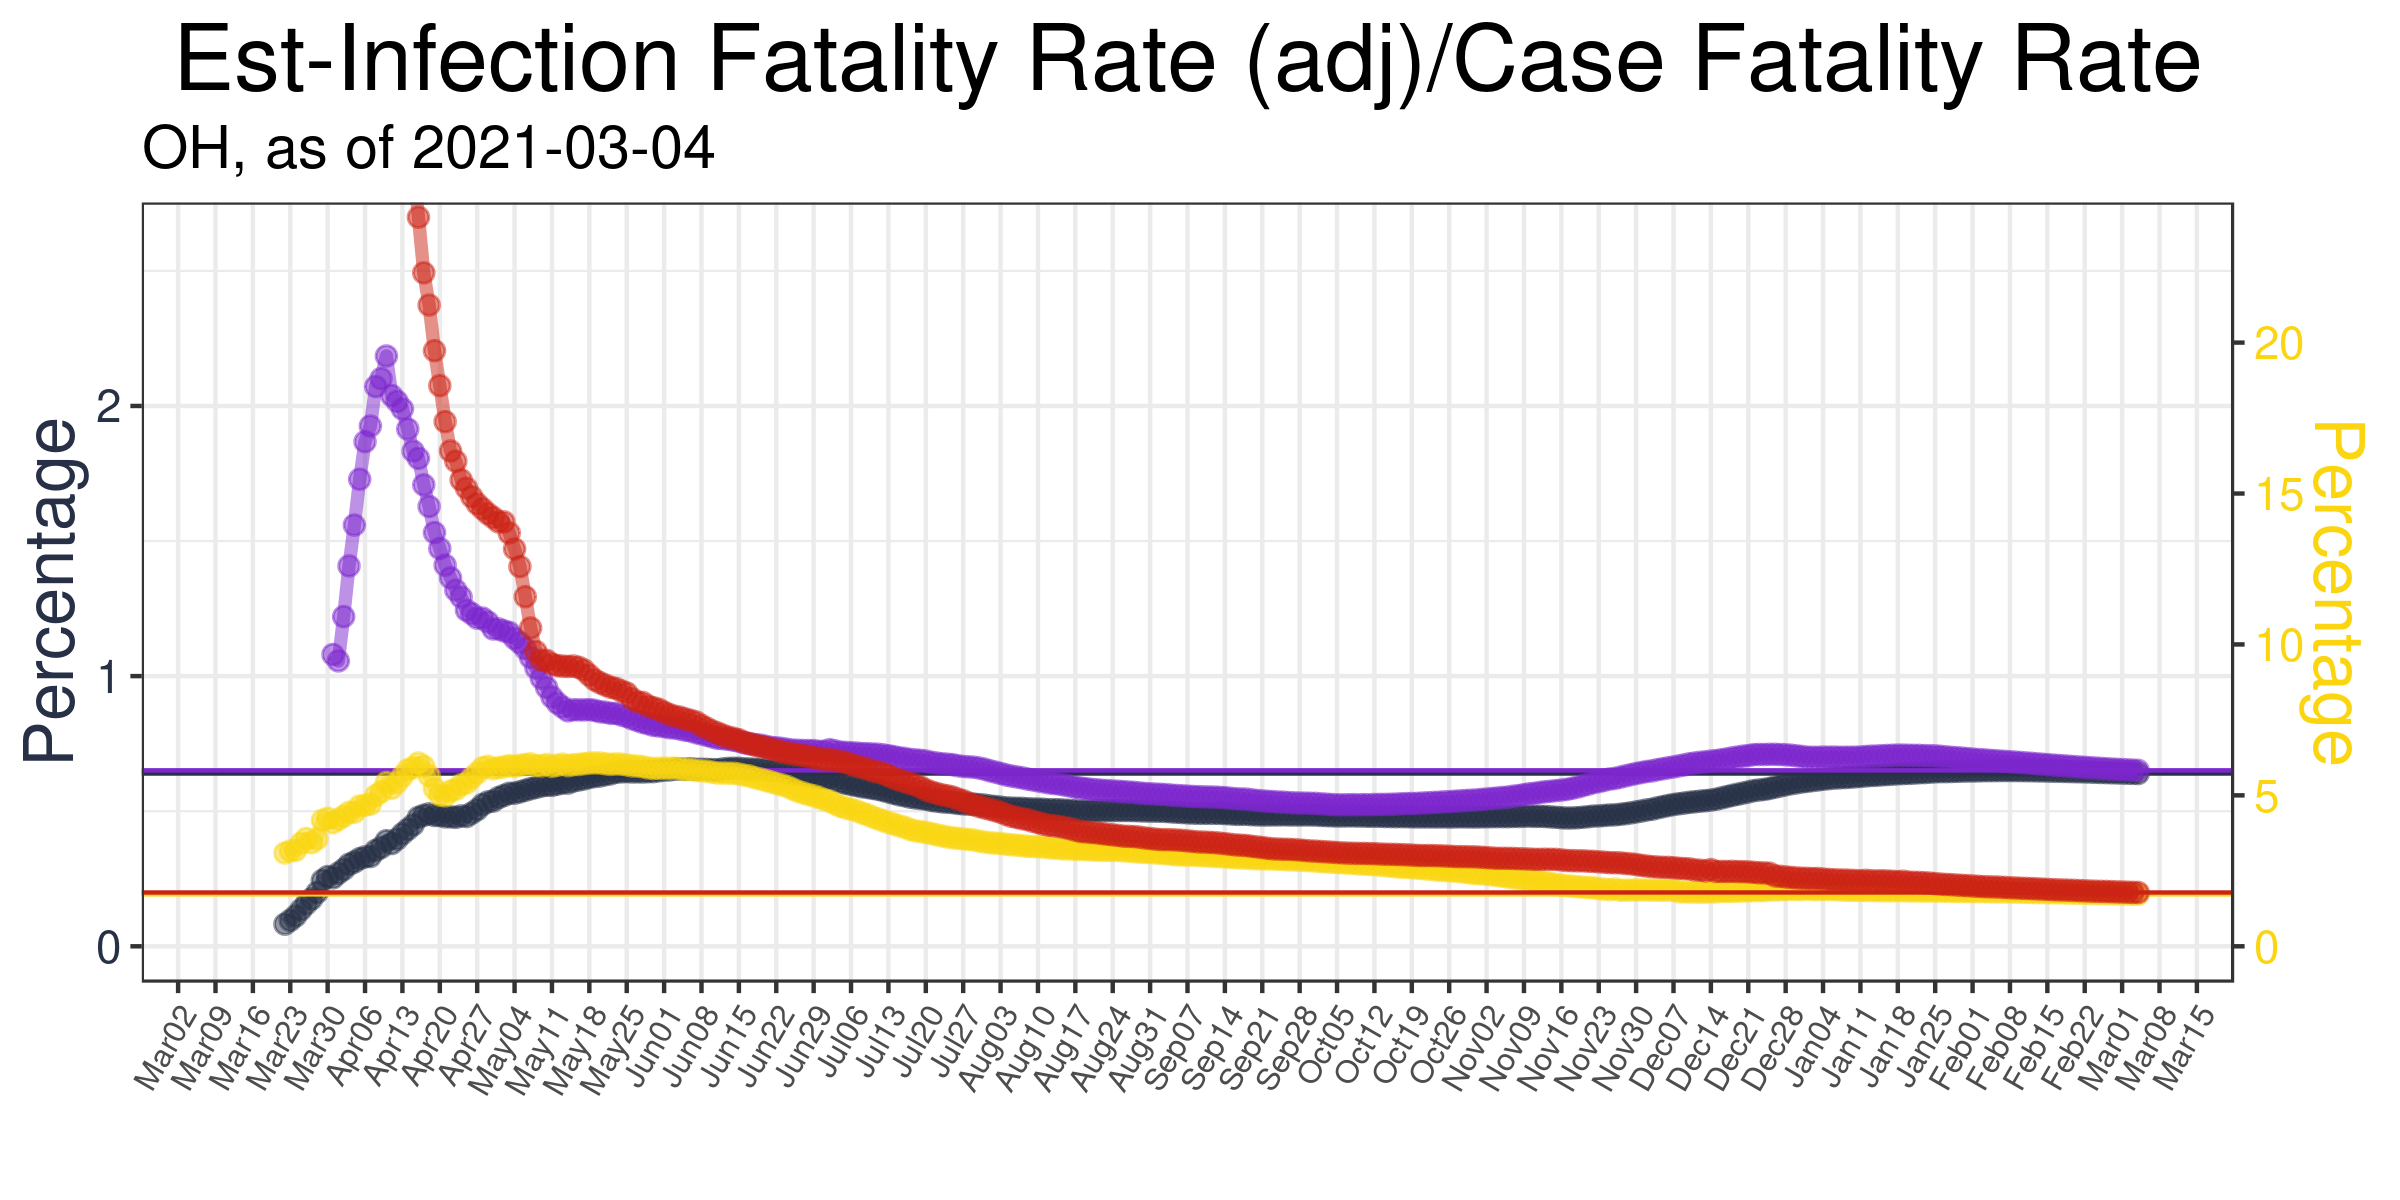 Est-Infection Fatality Rate (adj)/Case Fatality Rate
OH, as of 2021-03-04
Percentage
2
1
0
20
15
10
5
0
Percentage
Mar02
Mar09
Mar16
Mar23
Mar30
Apr06
Apr13
Apr20
Apr27
May04
May11
May18
May25
Jun01
Jun08
Jun15
Jun22
Jun29
Jul06
Jul13
Jul20
Jul27
Aug03
Aug10
Aug17
Aug24
Aug31
Sep07
Sep14
Sep21
Sep28
Oct05
Oct12
Oct19
Oct26
Nov02
Nov09
Nov16
Nov23
Nov30
Dec07
Dec14
Dec21
Dec28
Jan04
Jan11
Jan18
Jan25
Feb01
Feb08
Feb15
Feb22
Mar01
Mar08
Mar15